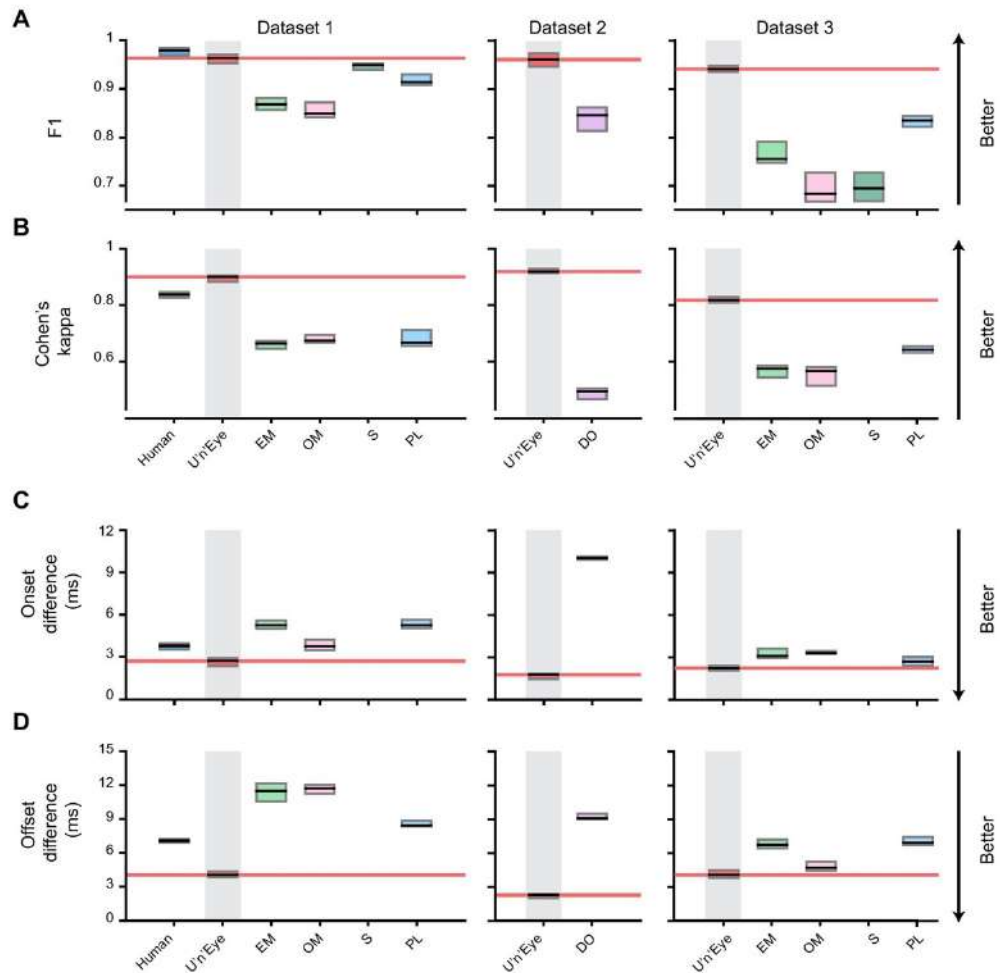 A
Dataset 1
Dataset 2
Dataset 3
1
0.9
0.8
0.7
F1
Better
B
1
0.8
0.6
Cohen's
kappa
Better
Human
U'n'Eye
EM
OM
S
PL
U'n'Eye
DO
U'n'Eye
EM
OM
S
PL
C
12
9
6
3
0
Onset
difference
(ms)
Better
D
15
12
9
6
3
0
Offset
difference
(ms)
Better
Human
U'n'Eye
EM
OM
S
PL
U'n'Eye
DO
U'n'Eye
EM
OM
S
PL